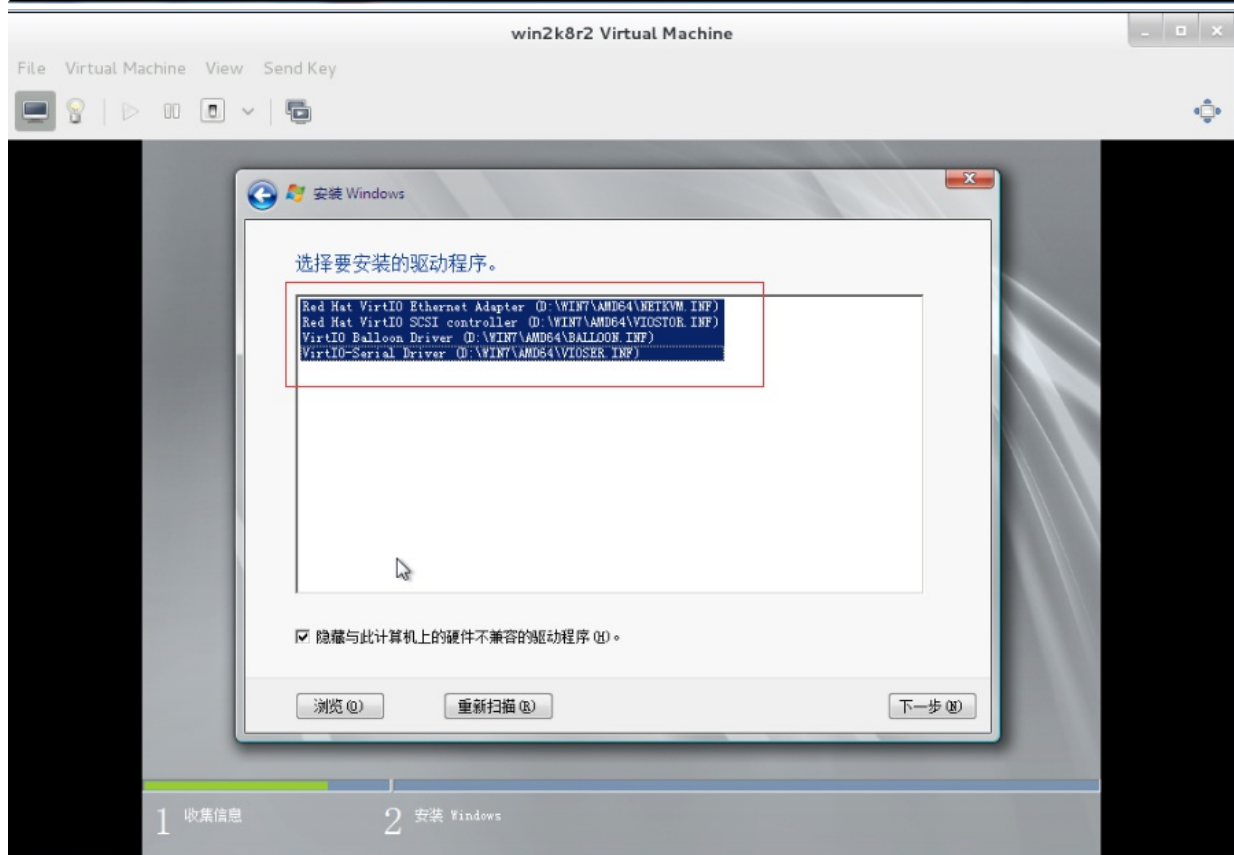 win2k8r2 Virtual Machine
File Virtual Machine View Send Key
安装 Windows
选择要安装的驱动程序。
Red Hat VirtIO Ethernet Adapter (D:\WIN7\AMD64\NETKVM.INF)
Red Hat VirtIO SCSI controller (D:\WIN7\AMD64\VIOSTOR.INF)
VirtIO Balloon Driver (D:\WIN7\AMD64\BALLOON.INF)
VirtIO-Serial Driver (D:\WIN7\AMD64\VIOSER.INF)
隐藏与此计算机上的硬件不兼容的驱动程序(H)。
浏览(O) 重新扫描(R) 下一步(N)
1 收集信息 2 安装 Windows